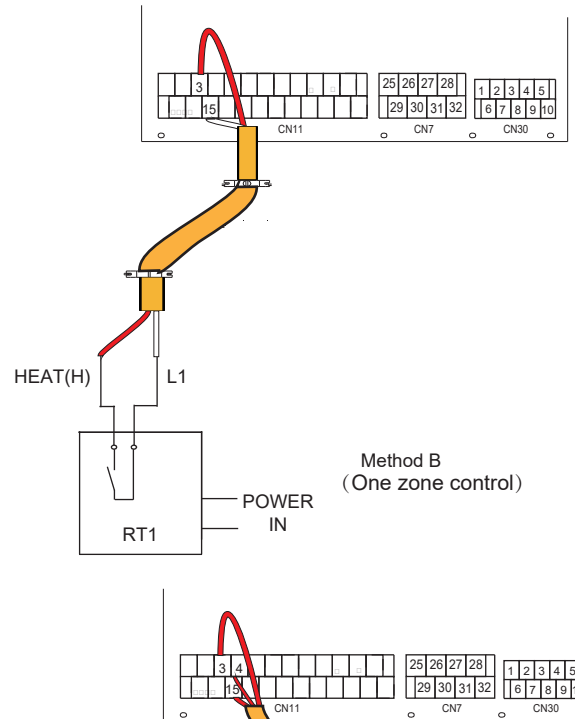 3
15
CN11
25 26 27 28
29 30 31 32
CN7
1 2 3 4 5
6 7 8 9 10
CN30
HEAT(H)
L1
RT1
POWER
IN
Method B
(One zone control)
3 4
15
CN11
25 26 27 28
29 30 31 32
CN7
1 2 3 4 5
6 7 8 9
CN30